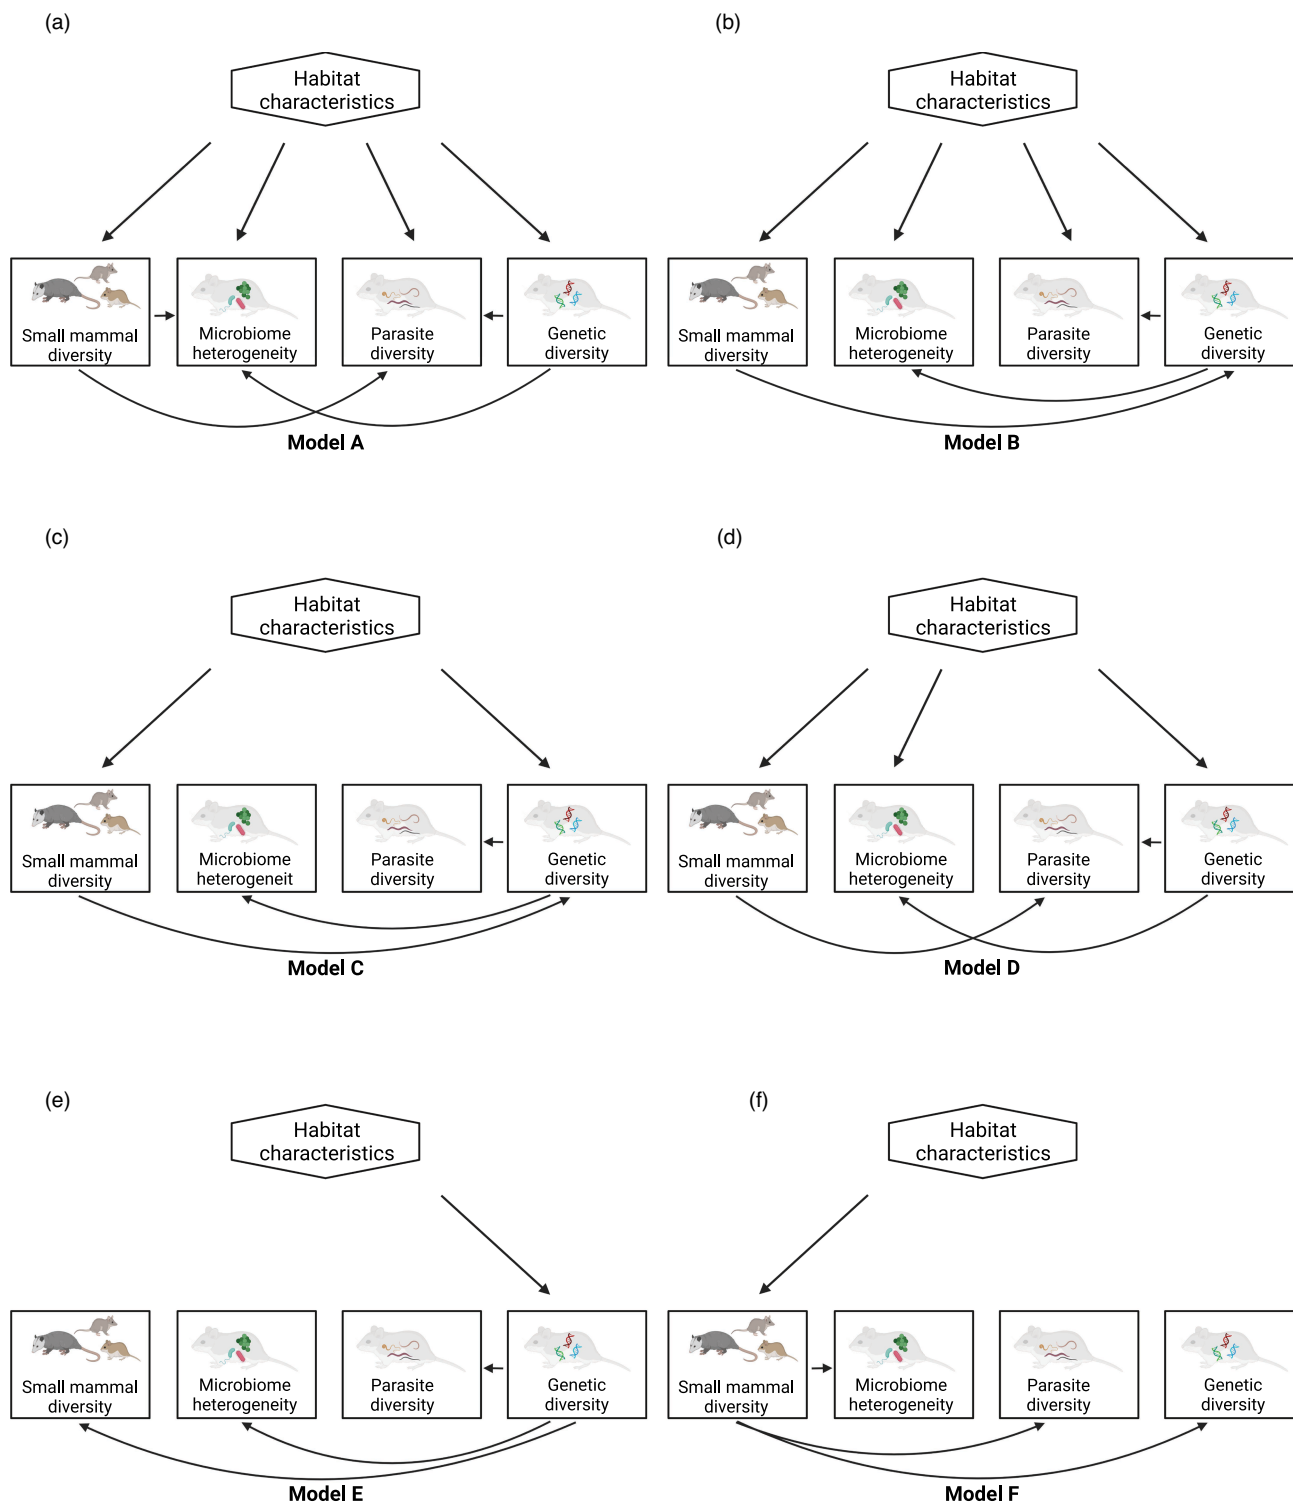 (a)
Habitat
characteristics
Small mammal
diversity
Microbiome
heterogeneity
Parasite
diversity
Genetic
diversity
Model A
(b)
Habitat
characteristics
Small mammal
diversity
Microbiome
heterogeneity
Parasite
diversity
Genetic
diversity
Model B
(c)
Habitat
characteristics
Small mammal
diversity
Microbiome
heterogeneit
Parasite
diversity
Genetic
diversity
Model C
(d)
Habitat
characteristics
Small mammal
diversity
Microbiome
heterogeneity
Parasite
diversity
Genetic
diversity
Model D
(e)
Habitat
characteristics
Small mammal
diversity
Microbiome
heterogeneity
Parasite
diversity
Genetic
diversity
Model E
(f)
Habitat
characteristics
Small mammal
diversity
Microbiome
heterogeneity
Parasite
diversity
Genetic
diversity
Model F